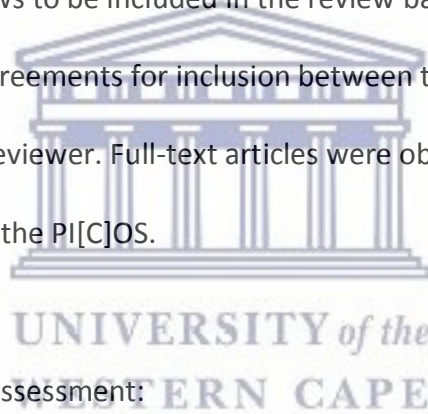 ws to be included in the review ba
reements for inclusion between t
eviewer. Full-text articles were ob
the PI[C]OS.
UNIVERSITY of the
ssessment:
WESTERN CAPE